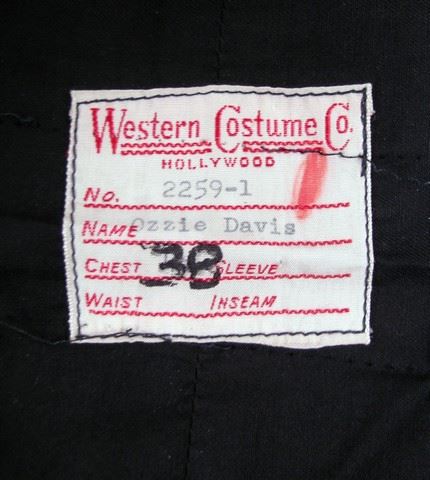 Western Costume Co.
HOLLYWOOD
No. 2259-1
NAME Ozzie Davis
CHEST 38 SLEEVE
WAIST INSEAM